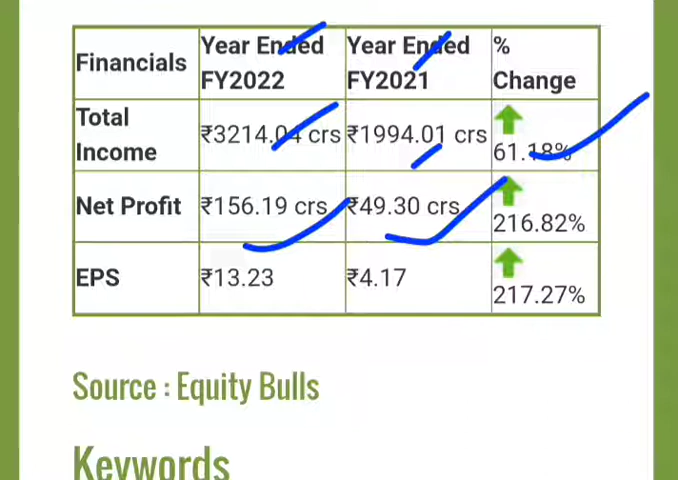 Financials Year Ended FY2022 Year Ended FY2021 % Change
Total Income ₹3214.04 crs ₹1994.01 crs 61.18%
Net Profit ₹156.19 crs ₹49.30 crs 216.82%
EPS ₹13.23 ₹4.17 217.27%
Source : Equity Bulls
Keywords